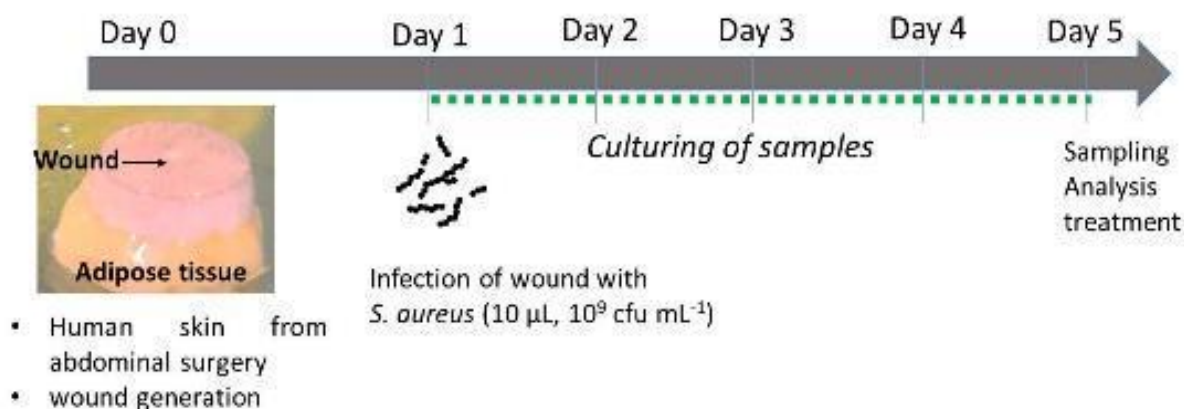 Day 0
Day 1
Day 2
Day 3
Day 4
Day 5
Wound
Adipose tissue
Culturing of samples
Sampling
Analysis
treatment
Infection of wound with
S. aureus (10 µL, 10⁹ cfu mL⁻¹)
• Human skin from
abdominal surgery
• wound generation